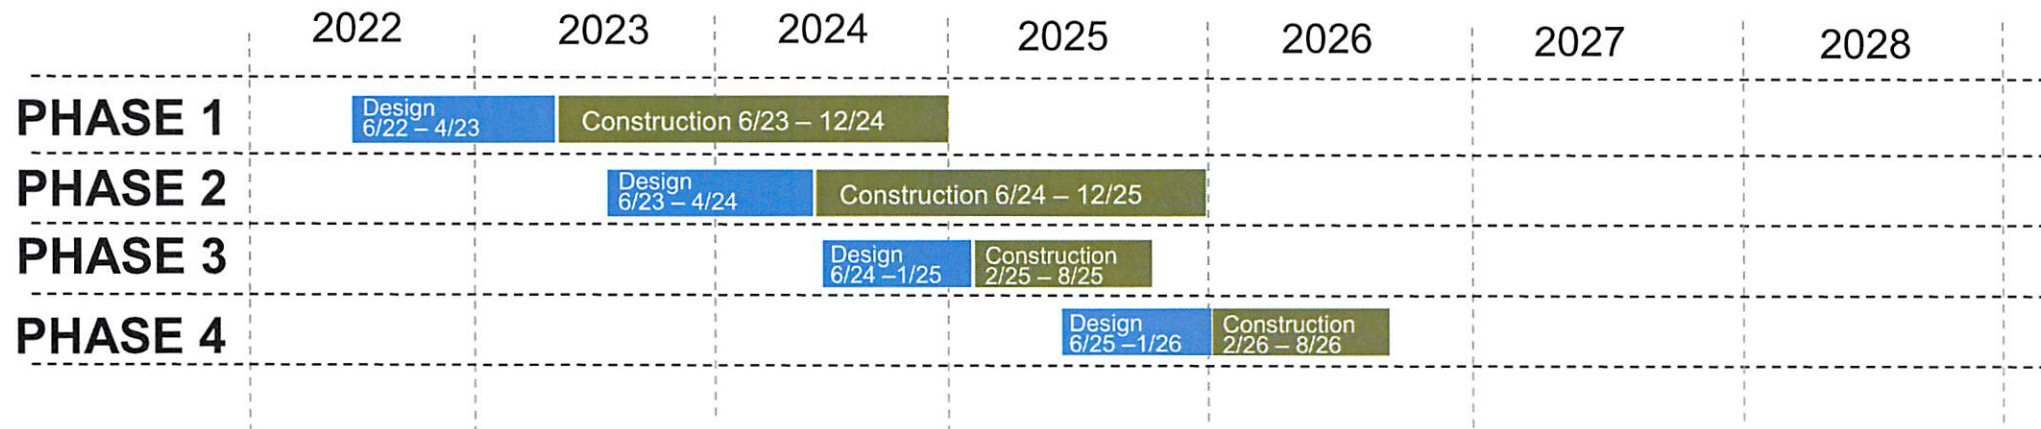 2022 2023 2024 2025 2026 2027 2028
PHASE 1
Design
6/22 – 4/23
Construction 6/23 – 12/24
PHASE 2
Design
6/23 – 4/24
Construction 6/24 – 12/25
PHASE 3
Design
6/24 –1/25
Construction
2/25 – 8/25
PHASE 4
Design
6/25 –1/26
Construction
2/26 – 8/26